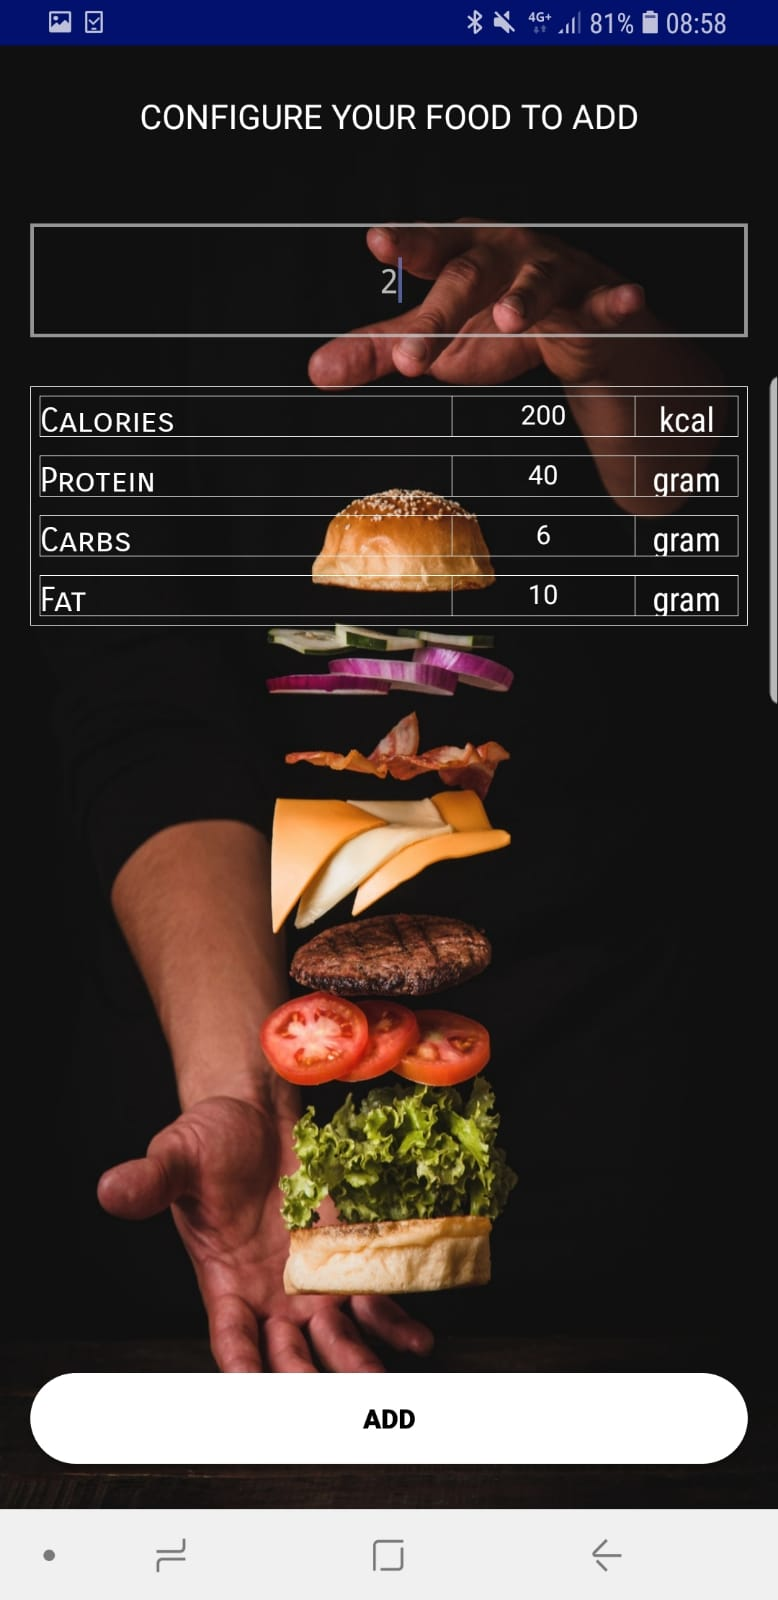 4G+ 81% 08:58
CONFIGURE YOUR FOOD TO ADD
2
CALORIES 200 kcal
PROTEIN 40 gram
CARBS 6 gram
FAT 10 gram
ADD